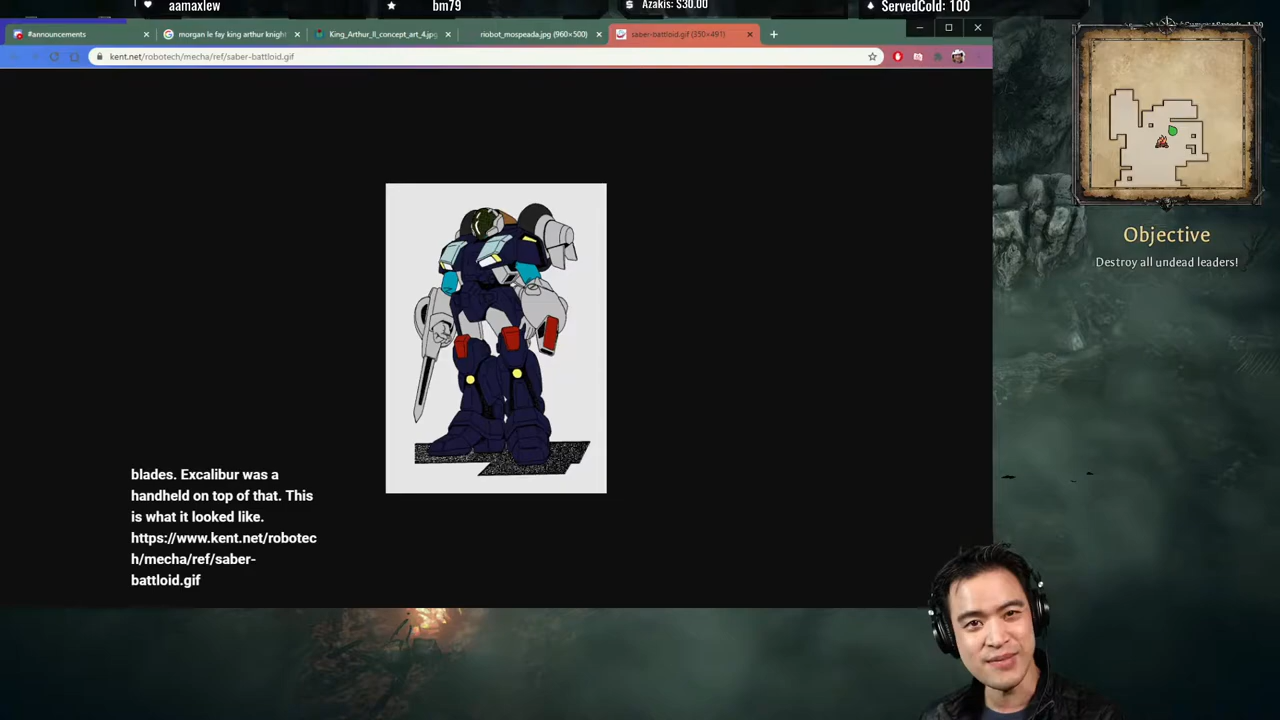 aamaxlew
bm79
Azakis: $30.00
ServedCold: 100
#announcements
morgan le fay king arthur knight
King_Arthur_II_concept_art_4.jpg
riobot_mospeada.jpg (960×500)
saber-battloid.gif (350×491)
kent.net/robotech/mecha/ref/saber-battloid.gif
Objective
Destroy all undead leaders!
blades. Excalibur was a
handheld on top of that. This
is what it looked like.
https://www.kent.net/robotec
h/mecha/ref/saber-
battloid.gif